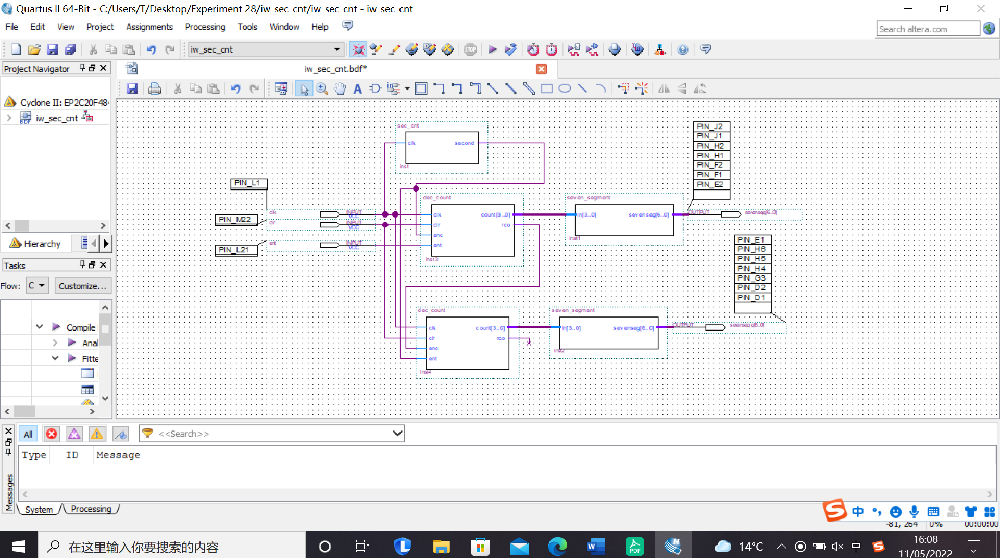 Quartus II 64-Bit - C:/Users/T/Desktop/Experiment 28/iw_sec_cnt/iw_sec_cnt - iw_sec_cnt
File Edit View Project Assignments Processing Tools Window Help
Search altera.com
iw_sec_cnt
STOP
Project Navigator
iw_sec_cnt.bdf*
Cyclone II: EP2C20F484
iw_sec_cnt
Hierarchy
Tasks
Flow: C Customize...
Compile
Anal
Fitte
sec_cnt
clk second
inst
PIN_J2
PIN_J1
PIN_H2
PIN_H1
PIN_F2
PIN_F1
PIN_E2
PIN_L1
PIN_M22
PIN_L21
clk INPUT VCC
clr INPUT VCC
ent INPUT VCC
dec_count
clk count[3..0]
clr rco
enc
ent
inst3
seven_segment
in[3..0] sevenseg[6..0]
inst1
OUTPUT sevenseg[6..0]
PIN_E1
PIN_H6
PIN_H5
PIN_H4
PIN_G3
PIN_D2
PIN_D1
dec_count
clk count[3..0]
clr rco
enc
ent
inst4
seven_segment
in[3..0] sevenseg[6..0]
inst2
OUTPUT
All <<Search>>
Type ID Message
Messages
System Processing
中
-81, 264 0% 00:00:00
在这里输入你要搜索的内容
14°C 中 16:08
11/05/2022